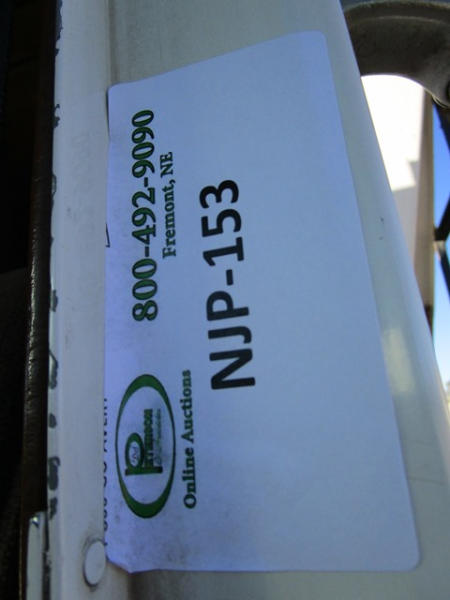 800-492-9090
Fremont, NE
Online Auctions
NJP-153